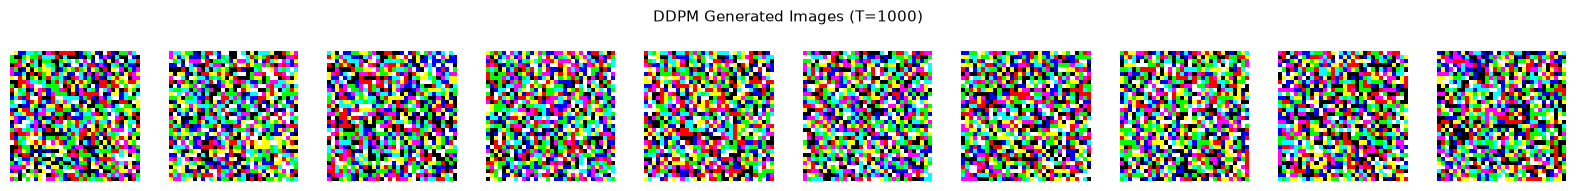 DDPM Generated Images (T=1000)